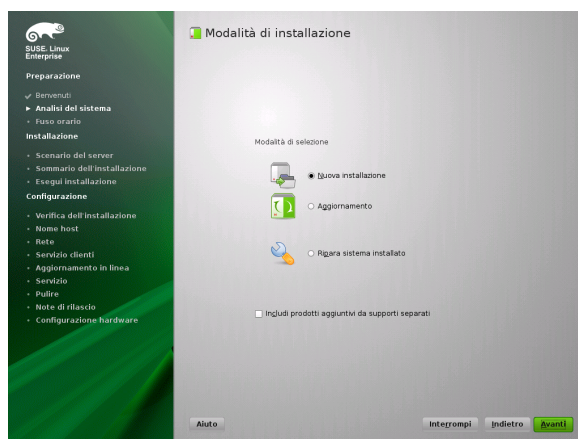 SUSE. Linux
Enterprise
Preparazione
Benvenuti
Analisi del sistema
Fuso orario
Installazione
Scenario del server
Sommario dell'installazione
Esegui installazione
Configurazione
Verifica dell'installazione
Nome host
Rete
Servizio clienti
Aggiornamento in linea
Servizio
Pulire
Note di rilascio
Configurazione hardware
Modalità di installazione
Modalità di selezione
Nuova installazione
Aggiornamento
Ripara sistema installato
Includi prodotti aggiuntivi da supporti separati
Aiuto
Interrompi
Indietro
Avanti